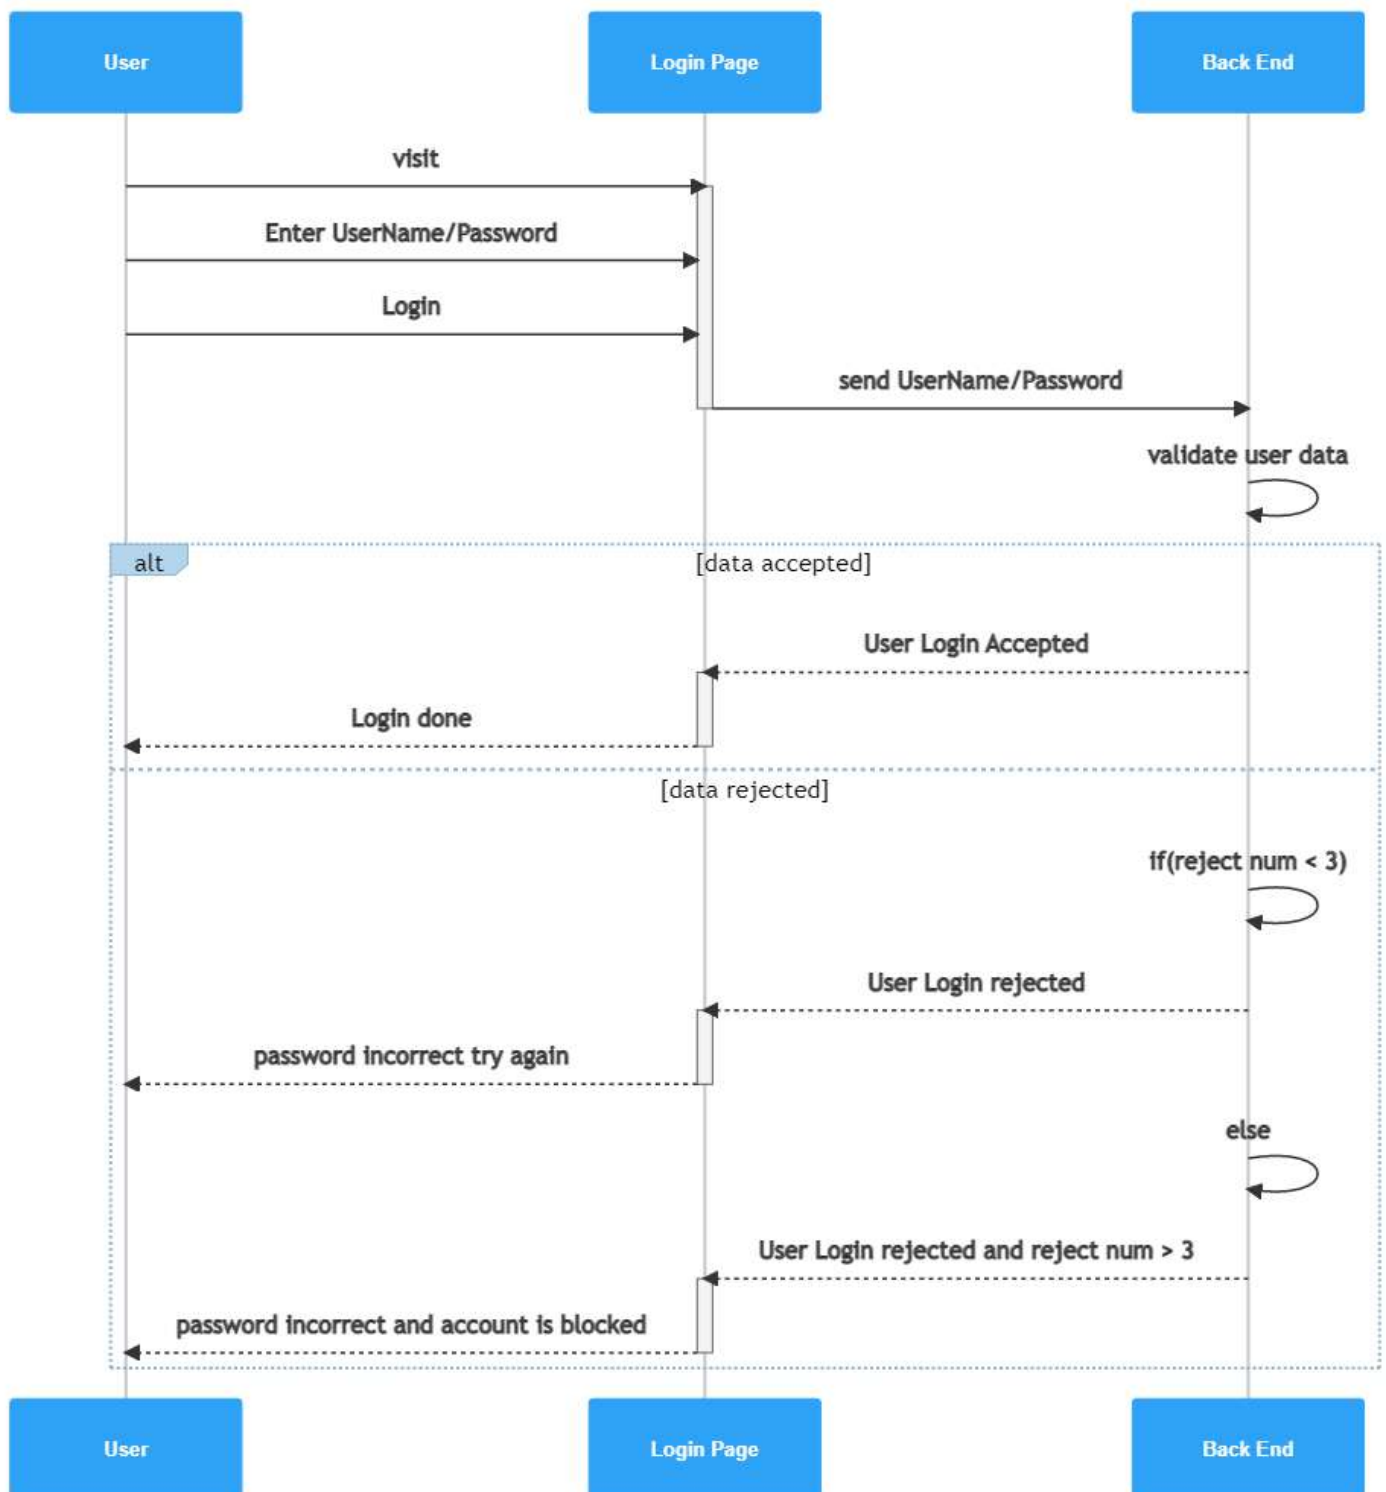 User
Login Page
Back End
visit
Enter UserName/Password
Login
send UserName/Password
validate user data
alt
[data accepted]
User Login Accepted
Login done
[data rejected]
if(reject num < 3)
User Login rejected
password incorrect try again
else
User Login rejected and reject num > 3
password incorrect and account is blocked
User
Login Page
Back End